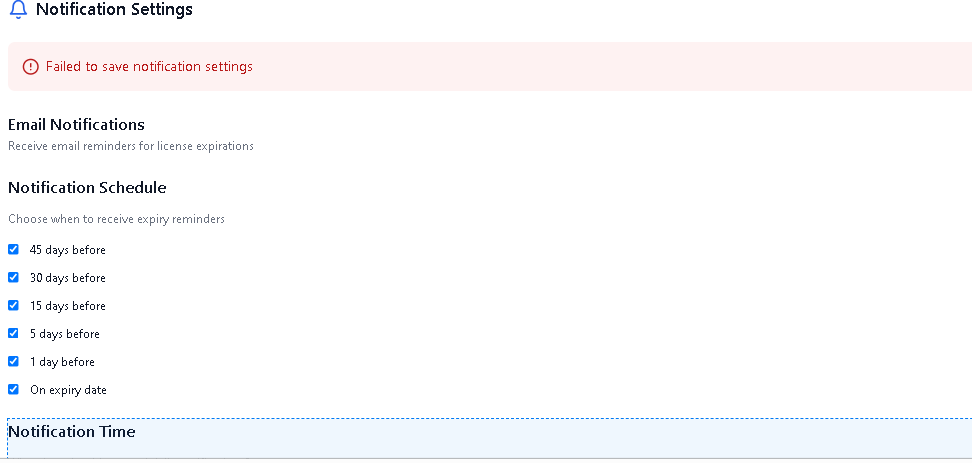 Notification Settings
Failed to save notification settings
Email Notifications
Receive email reminders for license expirations
Notification Schedule
Choose when to receive expiry reminders
45 days before
30 days before
15 days before
5 days before
1 day before
On expiry date
Notification Time